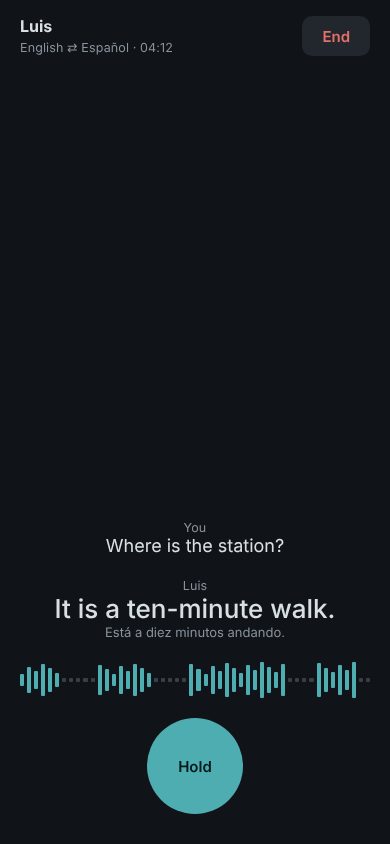 Luis
English ⇄ Español · 04:12
End
You
Where is the station?
Luis
It is a ten-minute walk.
Está a diez minutos andando.
Hold